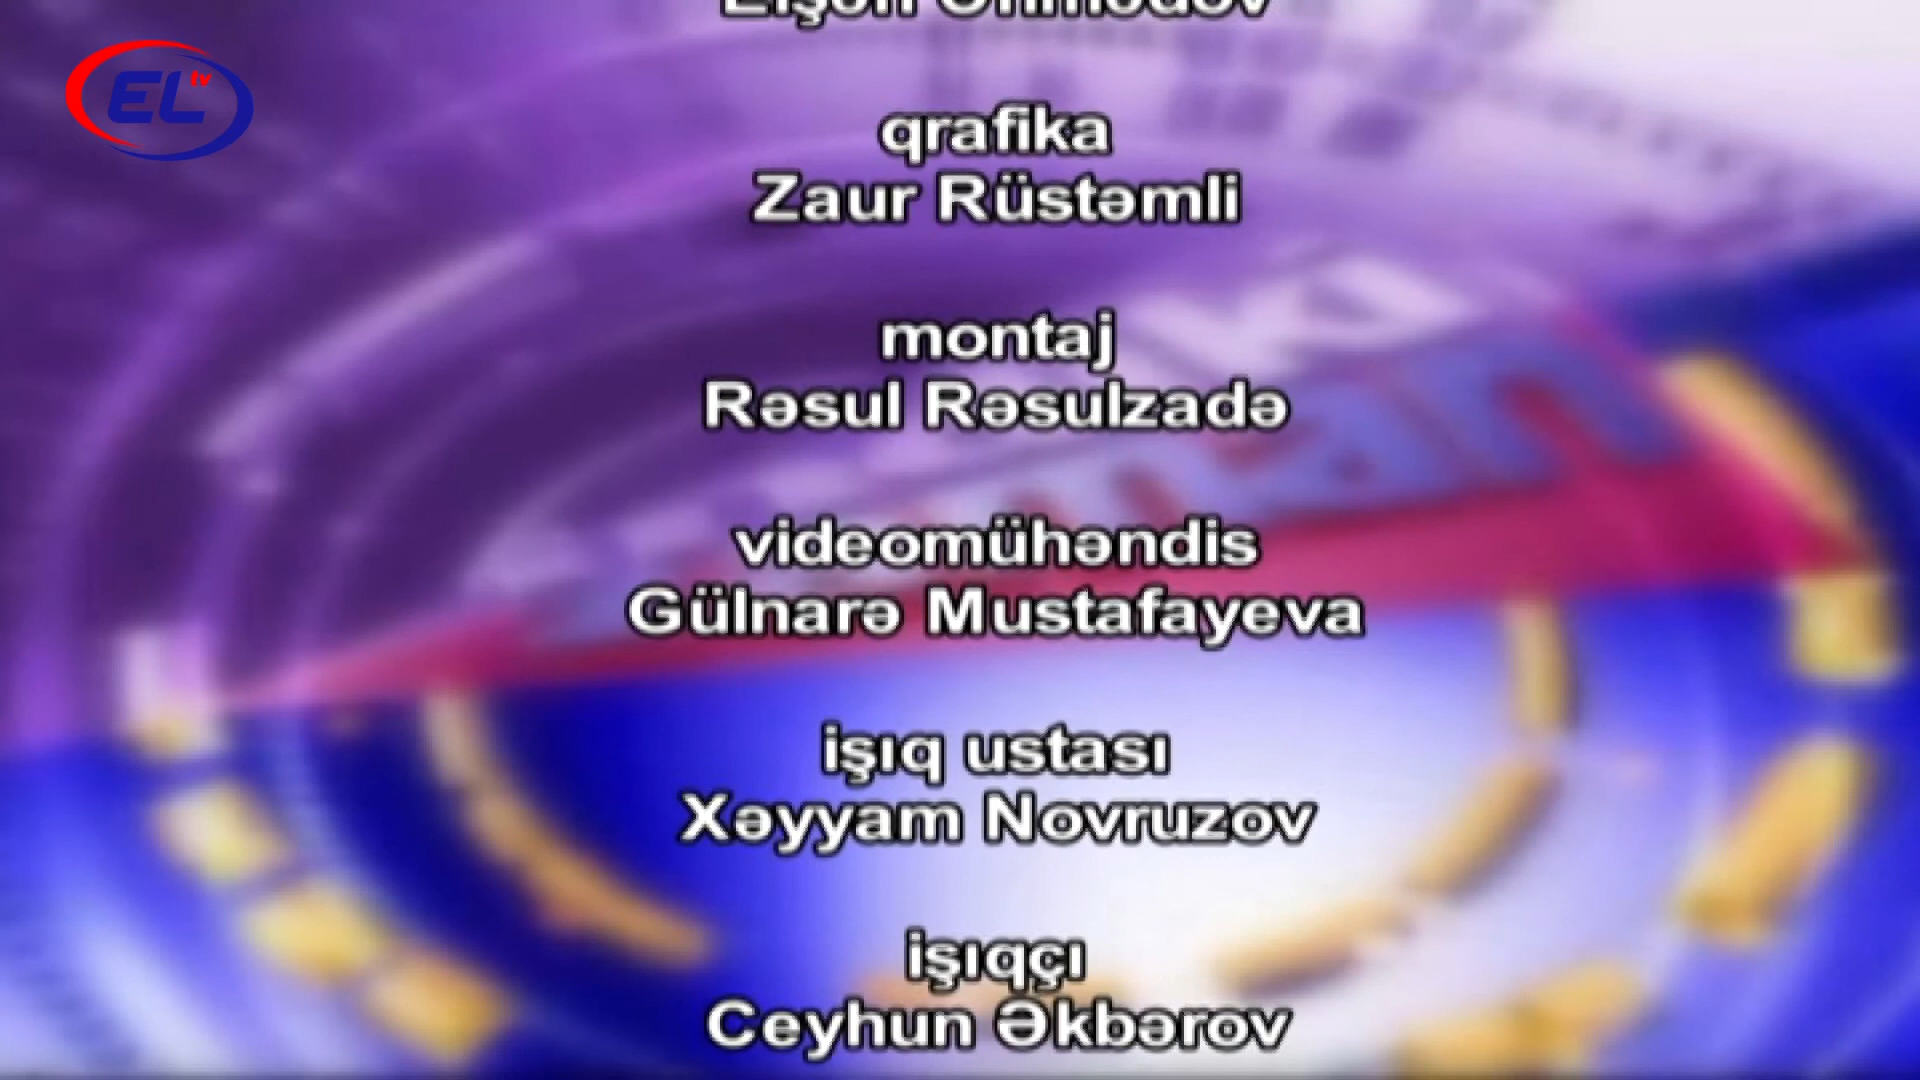 EL tv
qrafika
Zaur Rüstəmli
montaj
Rəsul Rəsulzadə
videomühəndis
Gülnarə Mustafayeva
işıq ustası
Xəyyam Novruzov
işıqçı
Ceyhun Əkbərov